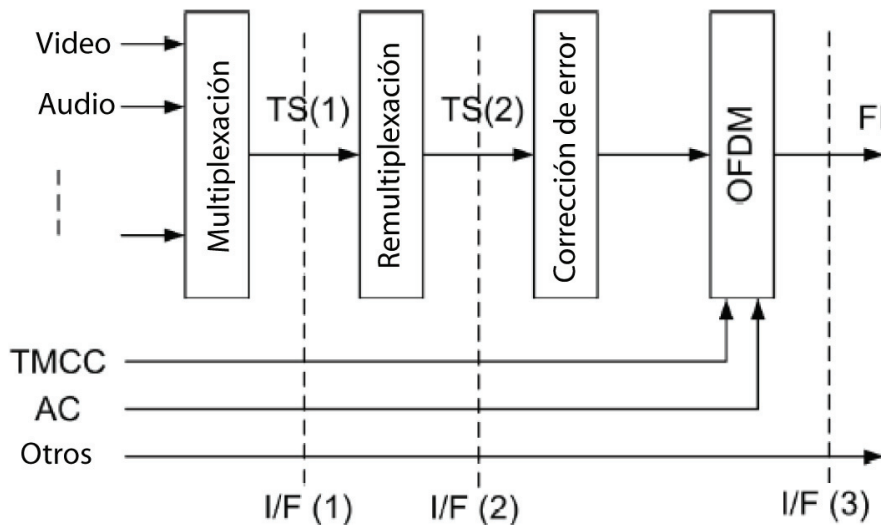 Video
Audio
Multiplexación
TS(1)
Remultiplexación
TS(2)
Corrección de error
OFDM
TMCC
AC
Otros
I/F (1)
I/F (2)
I/F (3)